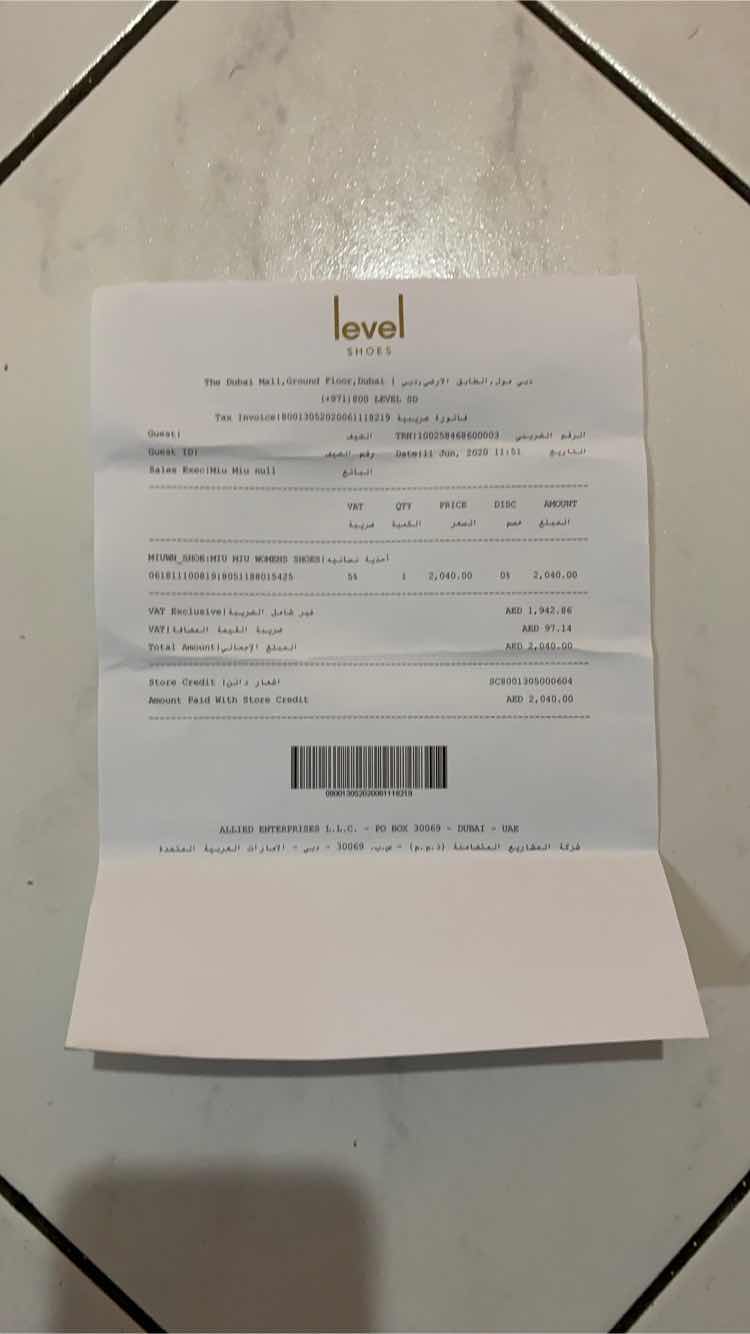 level
SHOES
The Dubai Mall,Ground Floor,Dubai | دبي مول,الطابق الارضي,دبي
(+971)800 LEVEL SD
Tax Invoice|80013052020061118219 فاتورة ضريبية
Guest| الضيف TRN|100258468600003 الرقم الضريبي
Guest ID| رقم الضيف Date:11 Jun, 2020 11:51 التاريخ
Sales Exec|Miu Miu null البائع
VAT QTY PRICE DISC AMOUNT
ضريبة الكمية السعر خصم المبلغ
MIUWN_SHOE|MIU MIU WOMENS SHOES|أحذية نسائية
061811100819|8051188015425 5% 1 2,040.00 0% 2,040.00
VAT Exclusive|غير شامل الضريبة AED 1,942.86
VAT|ضريبة القيمة المضافة AED 97.14
Total Amount|المبلغ الإجمالي AED 2,040.00
Store Credit |اشعار دائن SC8001305000604
Amount Paid With Store Credit AED 2,040.00
80013052020061118219
ALLIED ENTERPRISES L.L.C. - PO BOX 30069 - DUBAI - UAE
شركة المشاريع المتضامنة (ذ.م.م) - ص.ب. 30069 - دبي - الامارات العربية المتحدة